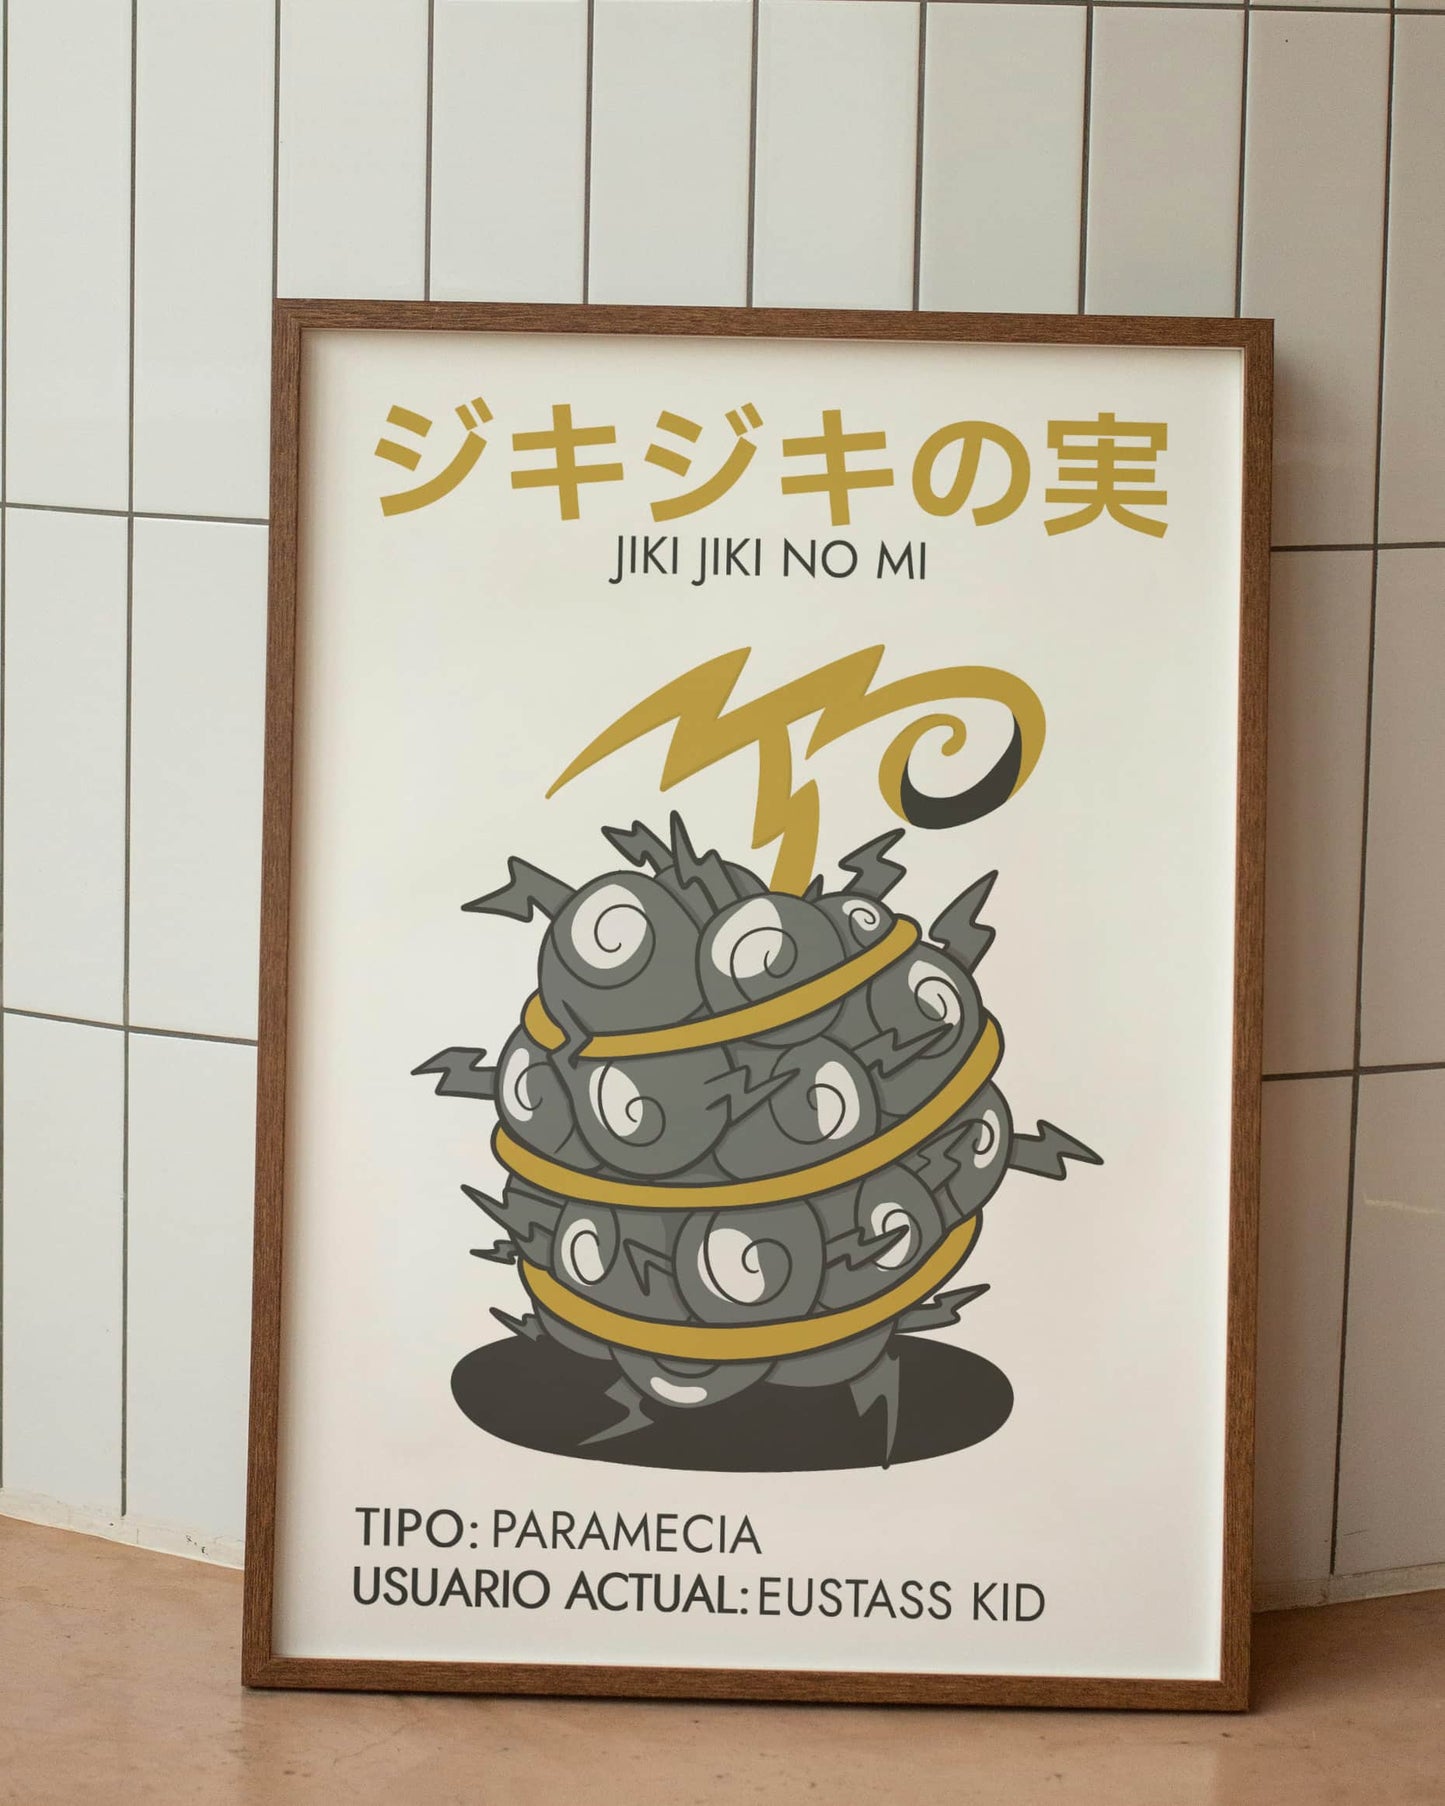 ジキジキの実
JIKI JIKI NO MI
TIPO: PARAMECIA
USUARIO ACTUAL: EUSTASS KID